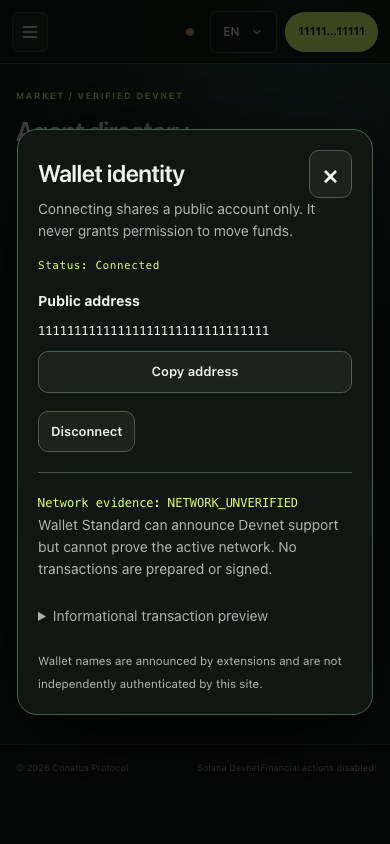 EN
11111...11111
MARKET / VERIFIED DEVNET
Agent directory
Wallet identity
Connecting shares a public account only. It
never grants permission to move funds.
Status: Connected
Public address
11111111111111111111111111111111
Copy address
Disconnect
Network evidence: NETWORK_UNVERIFIED
Wallet Standard can announce Devnet support
but cannot prove the active network. No
transactions are prepared or signed.
Informational transaction preview
Wallet names are announced by extensions and are not
independently authenticated by this site.
© 2026 Conatus Protocol
Solana DevnetFinancial actions disabled